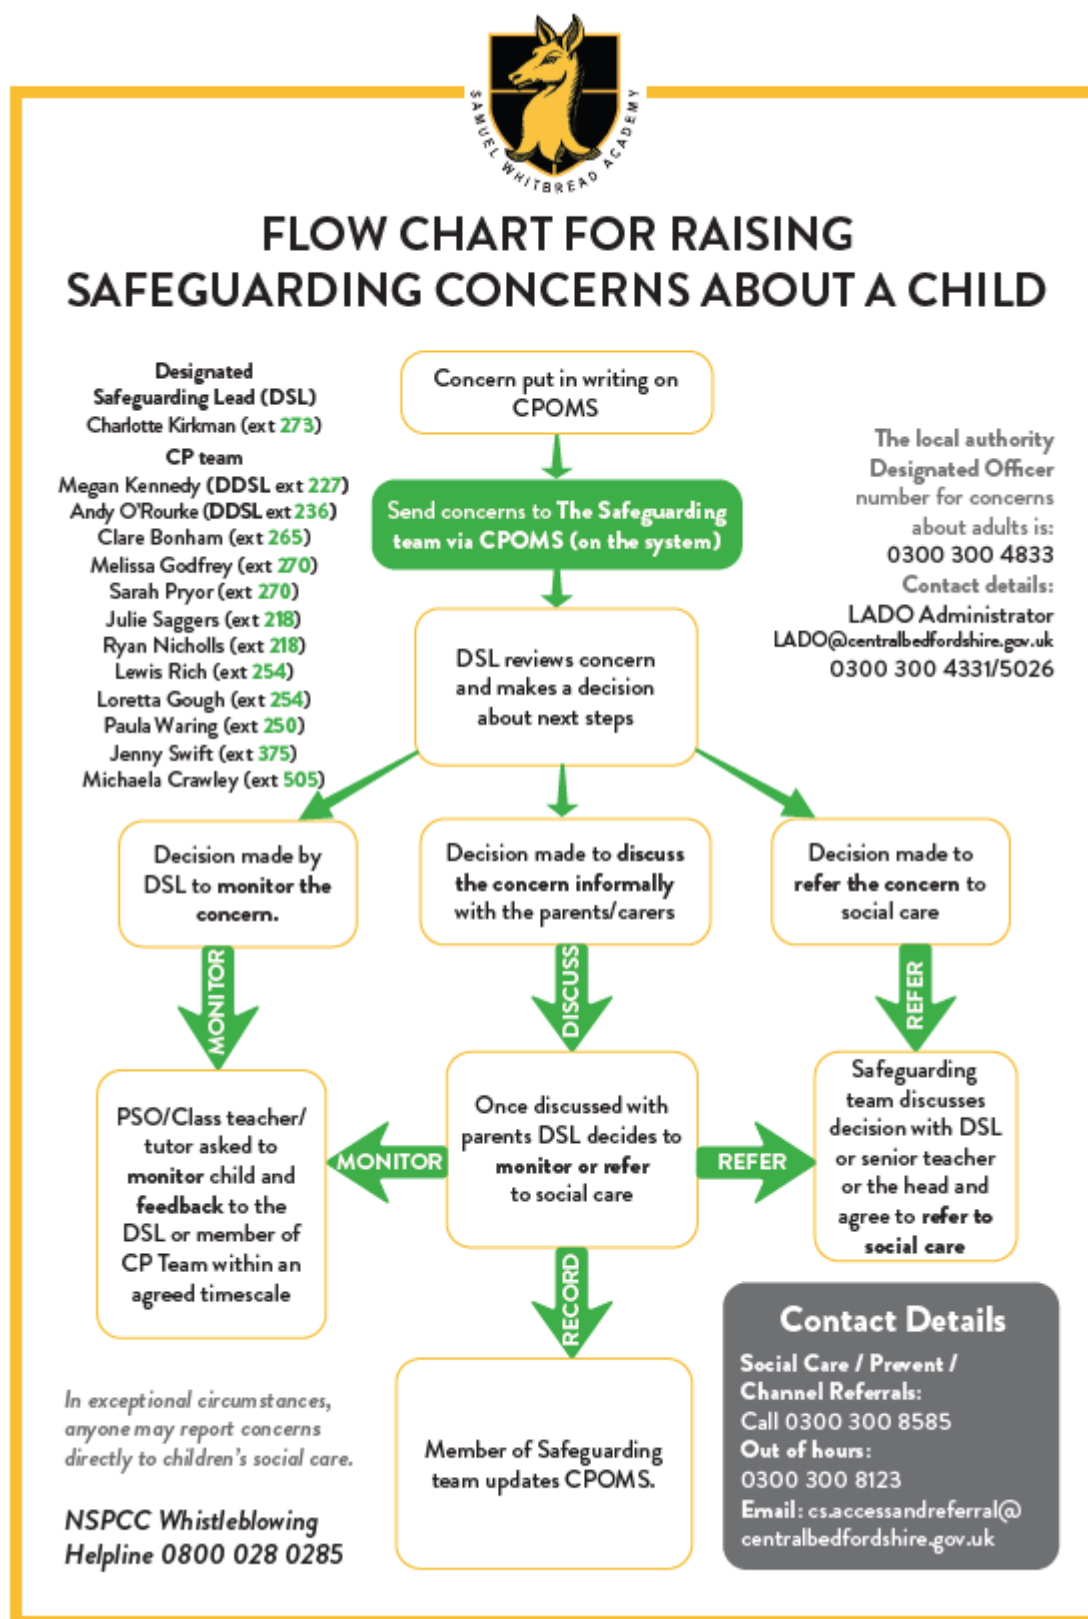 SAMUEL WHITBREAD ACADEMY
FLOW CHART FOR RAISING
SAFEGUARDING CONCERNS ABOUT A CHILD
Designated
Safeguarding Lead (DSL)
Charlotte Kirkman (ext 273)
CP team
Megan Kennedy (DDSL ext 227)
Andy O'Rourke (DDSL ext 236)
Clare Bonham (ext 265)
Melissa Godfrey (ext 270)
Sarah Pryor (ext 270)
Julie Saggers (ext 218)
Ryan Nicholls (ext 218)
Lewis Rich (ext 254)
Loretta Gough (ext 254)
Paula Waring (ext 250)
Jenny Swift (ext 375)
Michaela Crawley (ext 505)
Concern put in writing on
CPOMS
Send concerns to The Safeguarding
team via CPOMS (on the system)
DSL reviews concern
and makes a decision
about next steps
The local authority
Designated Officer
number for concerns
about adults is:
0300 300 4833
Contact details:
LADO Administrator
LADO@centralbedfordshire.gov.uk
0300 300 4331/5026
Decision made by
DSL to monitor the
concern.
Decision made to discuss
the concern informally
with the parents/carers
Decision made to
refer the concern to
social care
MONITOR
DISCUSS
REFER
PSO/Class teacher/
tutor asked to
monitor child and
feedback to the
DSL or member of
CP Team within an
agreed timescale
MONITOR
Once discussed with
parents DSL decides to
monitor or refer
to social care
REFER
Safeguarding
team discusses
decision with DSL
or senior teacher
or the head and
agree to refer to
social care
RECORD
Member of Safeguarding
team updates CPOMS.
In exceptional circumstances,
anyone may report concerns
directly to children's social care.
NSPCC Whistleblowing
Helpline 0800 028 0285
Contact Details
Social Care / Prevent /
Channel Referrals:
Call 0300 300 8585
Out of hours:
0300 300 8123
Email: cs.accessandreferral@
centralbedfordshire.gov.uk